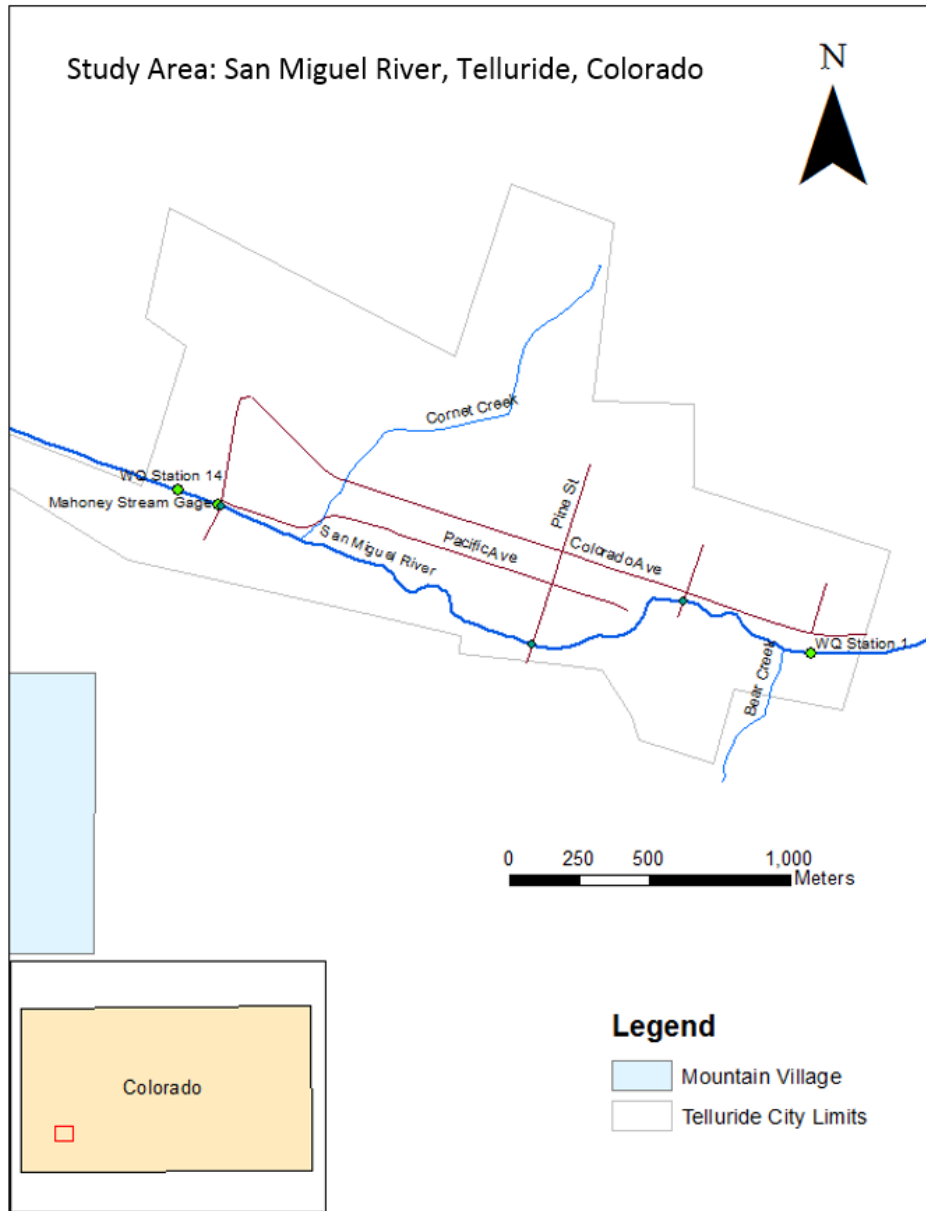 Study Area: San Miguel River, Telluride, Colorado
N
Cornet Creek
WQ Station 14
Mahoney Stream Gage
San Miguel River
Pacific Ave
Pine St
Colorado Ave
WQ Station 1
Bear Creek
0 250 500 1,000
Meters
Legend
Mountain Village
Telluride City Limits
Colorado